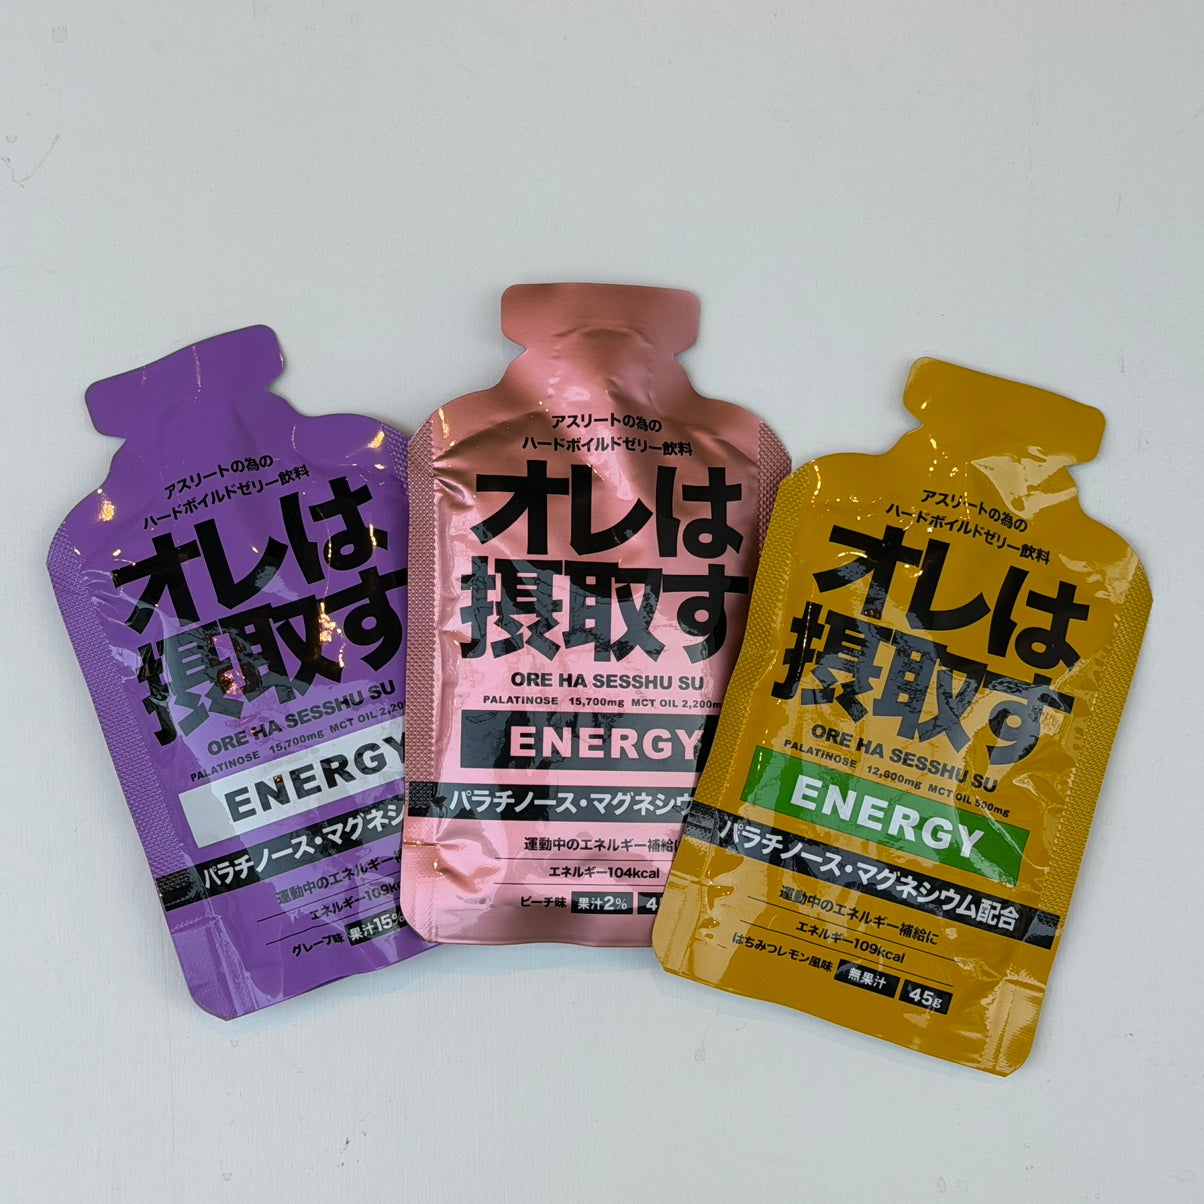 アスリートの為の
ハードボイルドゼリー飲料
オレは
摂取す
ORE HA SESSHU SU
PALATINOSE 15,700mg MCT OIL 2,20
ENERGY
パラチノース・マグネシ
運動中のエネルギー
エネルギー109k
グレープ味 果汁15%
アスリートの為の
ハードボイルドゼリー飲料
オレは
摂取す
ORE HA SESSHU SU
PALATINOSE 15,700mg MCT OIL 2,200m
ENERGY
パラチノース・マグネシウ
運動中のエネルギー補給に
エネルギー104kcal
ピーチ味 果汁2% 4
アスリートの為の
ハードボイルドゼリー飲料
オレは
摂取す
ORE HA SESSHU SU
PALATINOSE 12,600mg MCT OIL 500mg
ENERGY
パラチノース・マグネシウム配合
運動中のエネルギー補給に
エネルギー109kcal
はちみつレモン風味 無果汁 45g